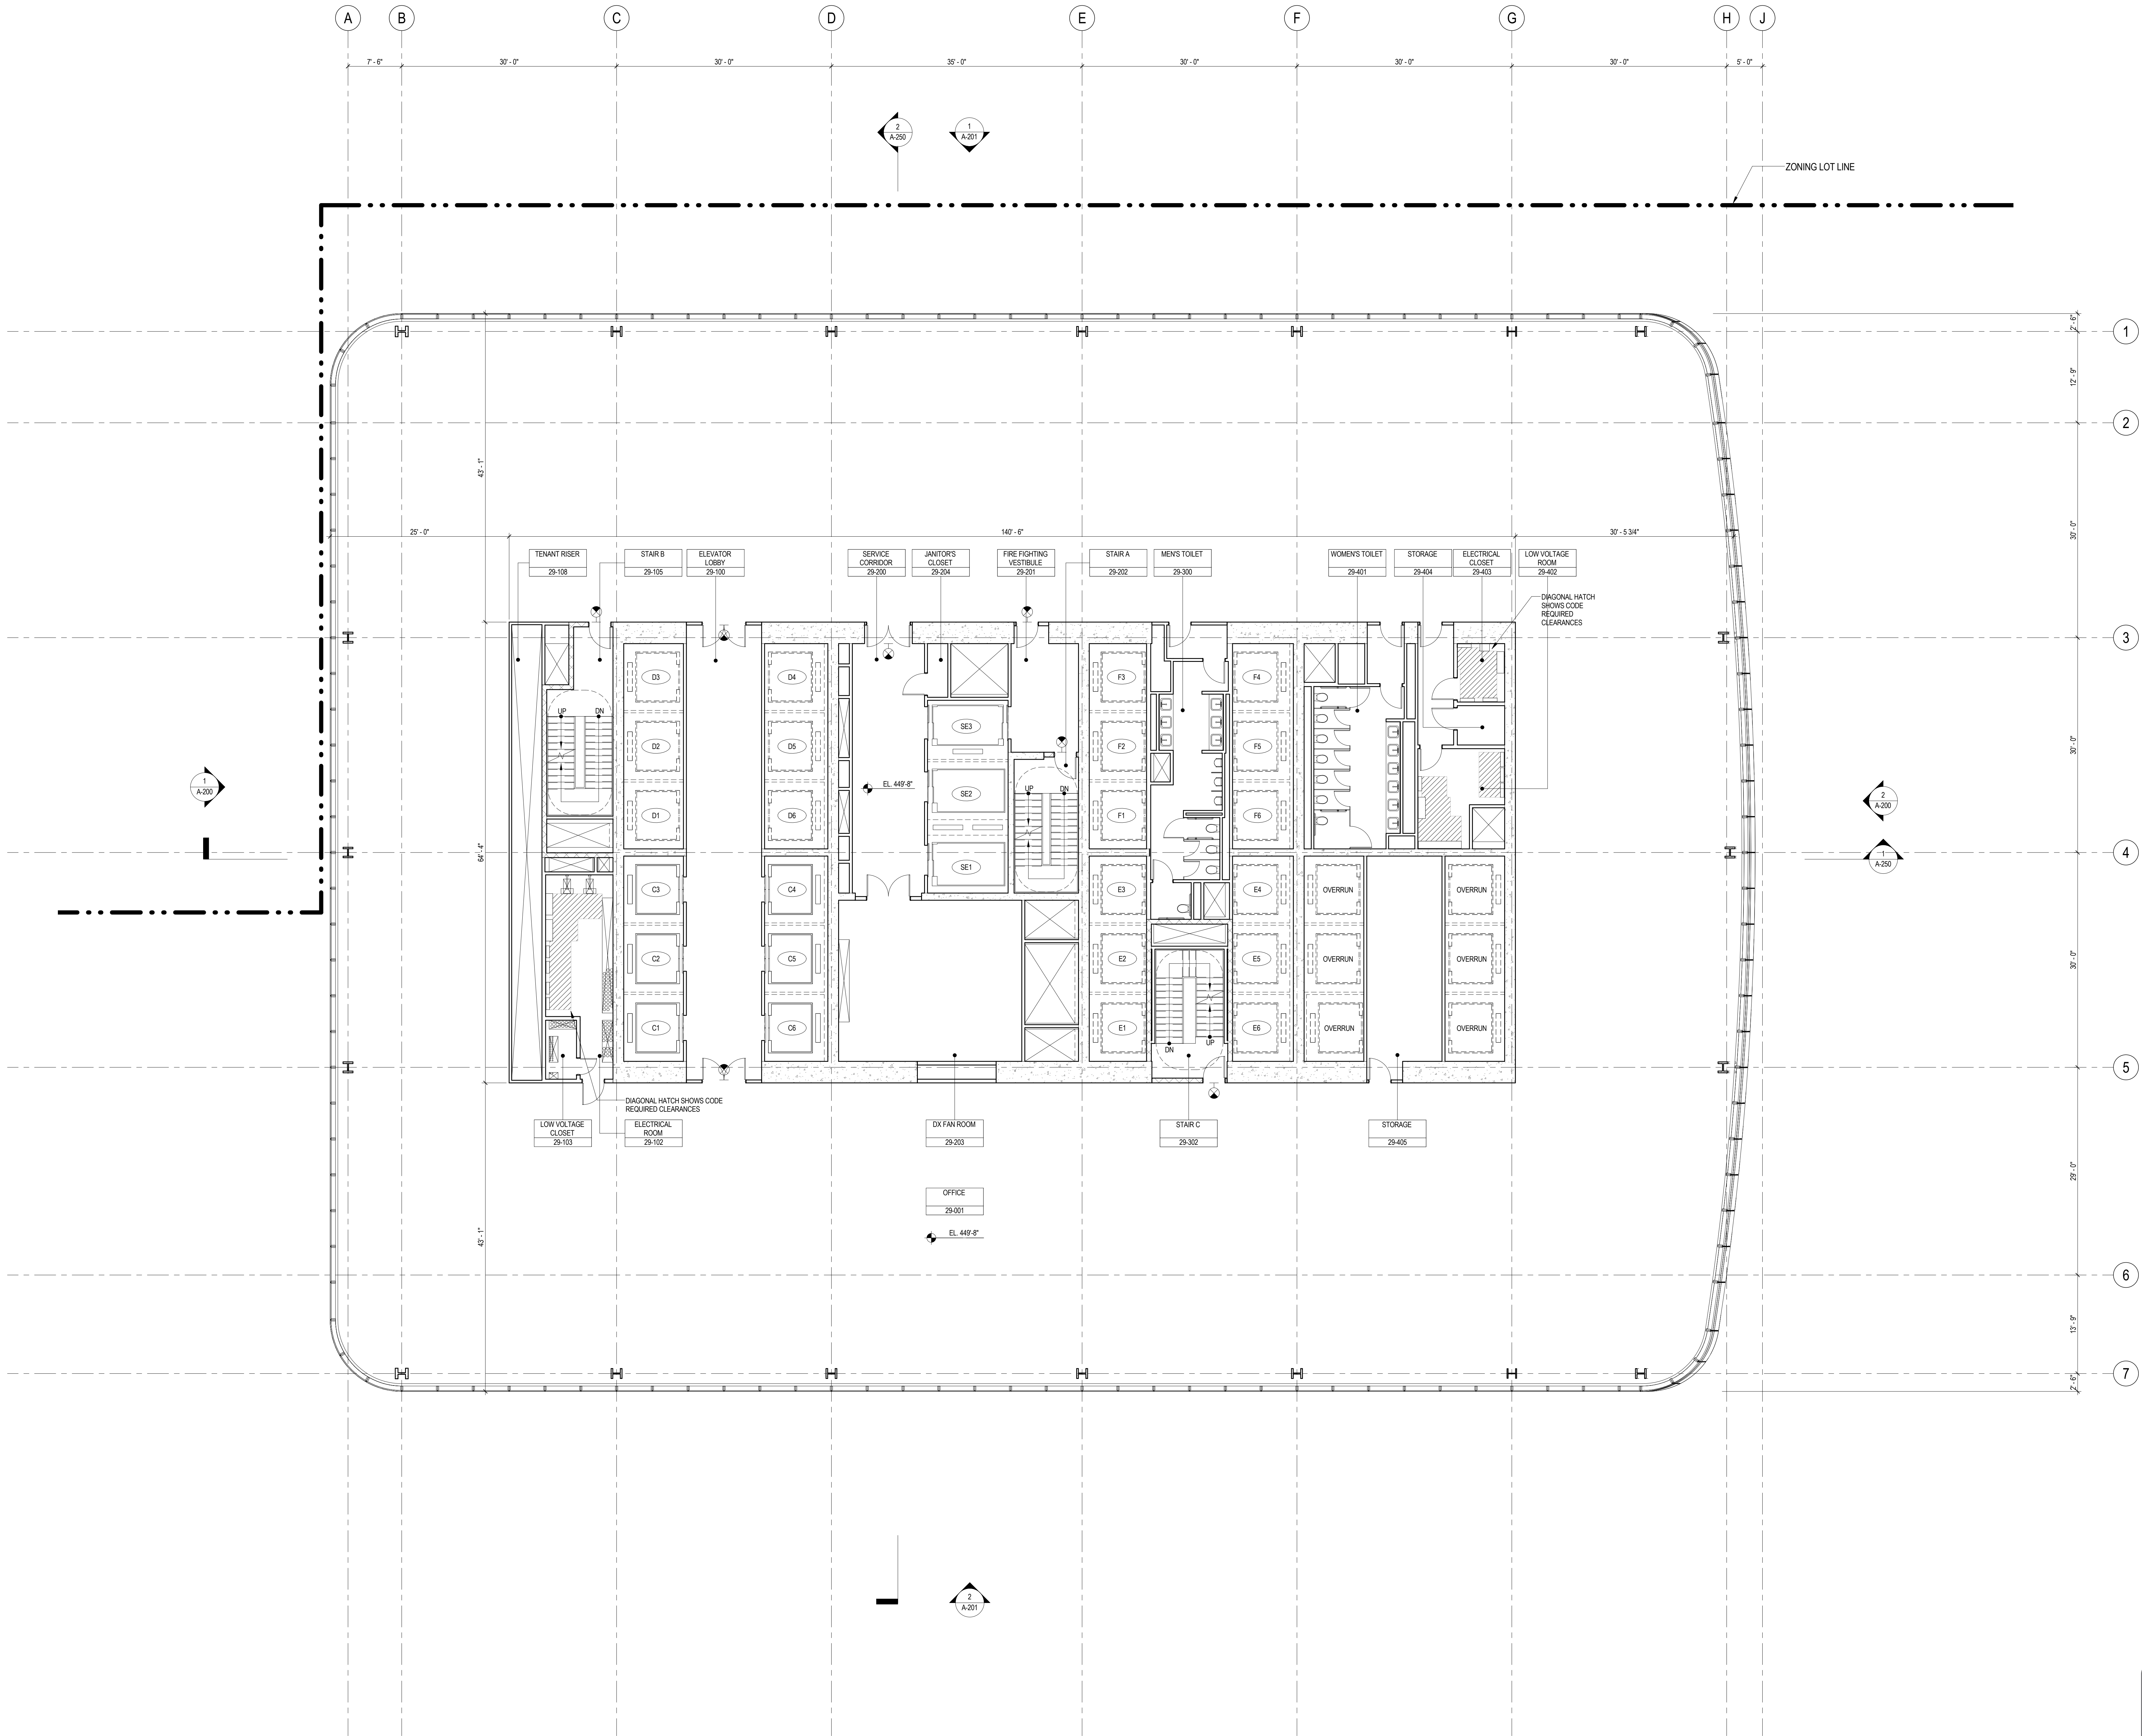 A
B
C
D
E
F
G
H
J
7' - 6"
30' - 0"
30' - 0"
35' - 0"
30' - 0"
30' - 0"
30' - 0"
5' - 0"
2
A-250
1
A-201
ZONING LOT LINE
1
2' - 6"
12' - 9"
2
43' - 1"
30' - 0"
25' - 0"
140' - 6"
30' - 5 3/4"
TENANT RISER
29-108
STAIR B
29-105
ELEVATOR
LOBBY
29-100
SERVICE
CORRIDOR
29-200
JANITOR'S
CLOSET
29-204
FIRE FIGHTING
VESTIBULE
29-201
STAIR A
29-202
MEN'S TOILET
29-300
WOMEN'S TOILET
29-401
STORAGE
29-404
ELECTRICAL
CLOSET
29-403
LOW VOLTAGE
ROOM
29-402
DIAGONAL HATCH
SHOWS CODE
REQUIRED
CLEARANCES
3
D3
D4
F3
F4
UP
DN
SE3
D2
D5
F2
F5
30' - 0"
1
A-200
EL. 449'-8"
SE2
UP
DN
2
A-200
D1
D6
F1
F6
64' - 4"
4
1
A-250
SE1
C3
C4
E3
E4
OVERRUN
OVERRUN
C2
C5
E2
E5
OVERRUN
OVERRUN
30' - 0"
C1
C6
E1
E6
OVERRUN
OVERRUN
DN
UP
5
DIAGONAL HATCH SHOWS CODE
REQUIRED CLEARANCES
LOW VOLTAGE
CLOSET
29-103
ELECTRICAL
ROOM
29-102
DX FAN ROOM
29-203
STAIR C
29-302
STORAGE
29-405
29' - 0"
OFFICE
29-001
43' - 1"
EL. 449'-8"
6
13' - 9"
7
2' - 6"
2
A-201